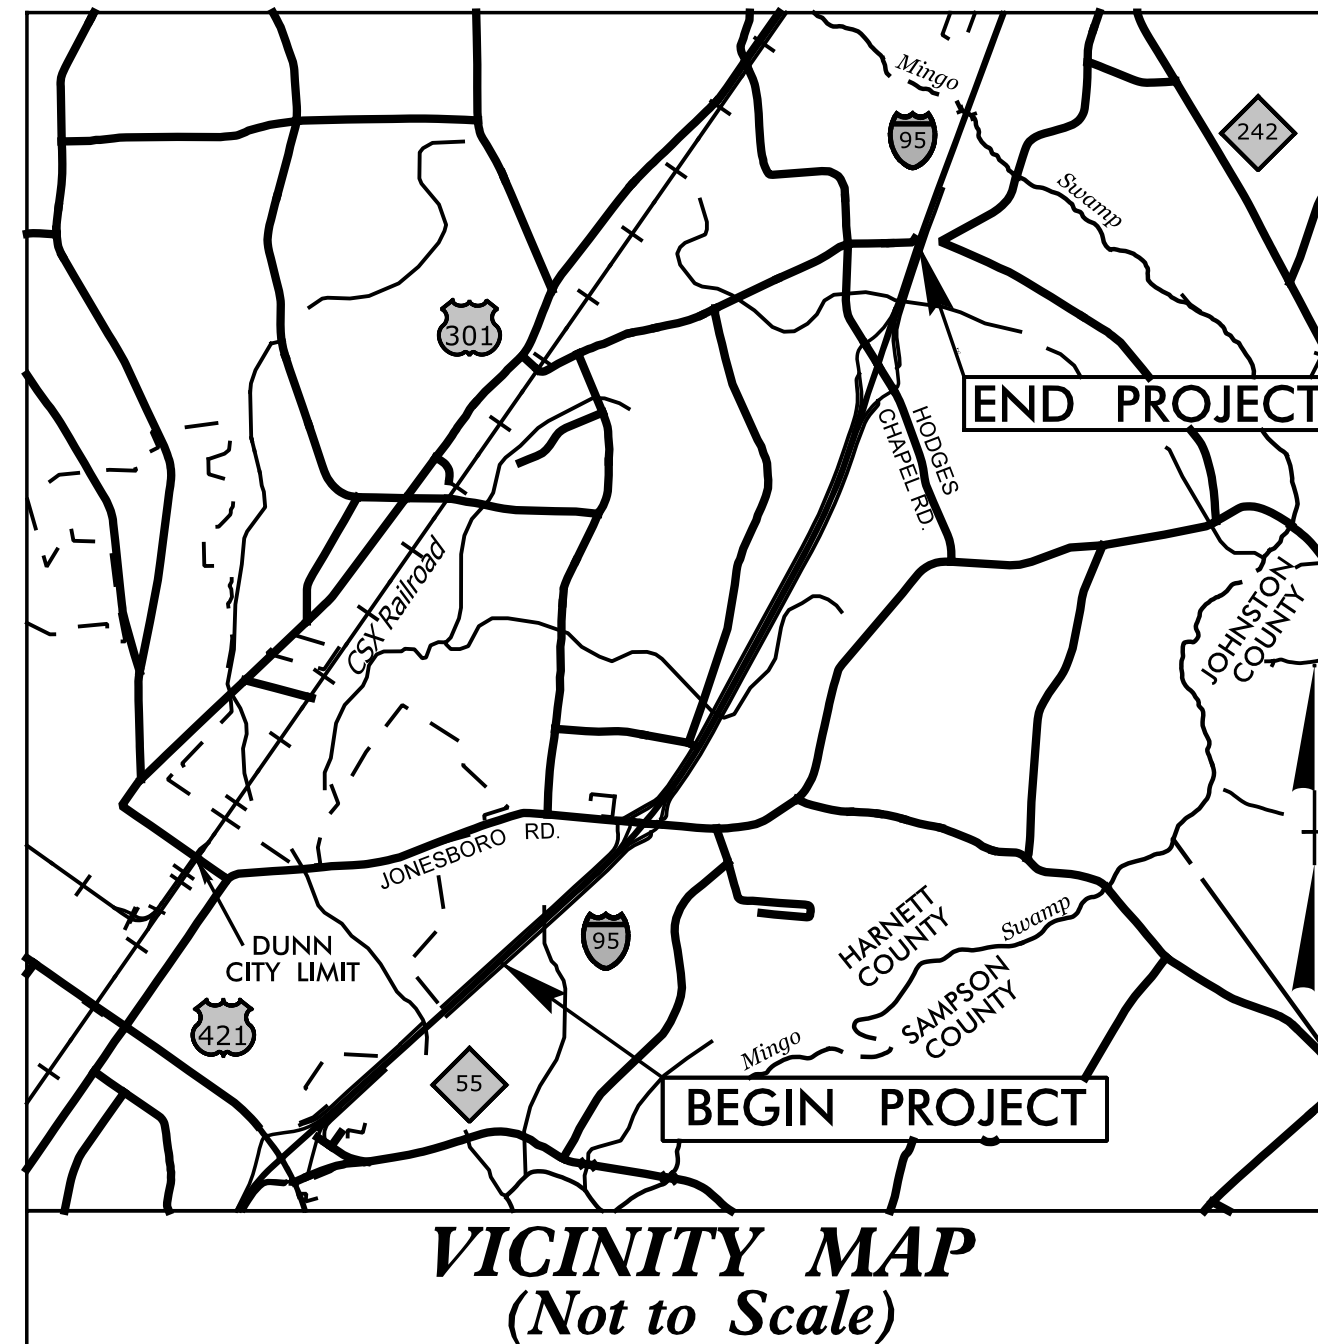 Mingo
95
242
Swamp
301
END PROJECT
HODGES
CHAPEL RD.
CSX Railroad
JOHNSTON
COUNTY
JONESBORO RD.
DUNN
CITY LIMIT
95
HARNETT
COUNTY
Swamp
SAMPSON
COUNTY
421
Mingo
55
BEGIN PROJECT
VICINITY MAP
(Not to Scale)